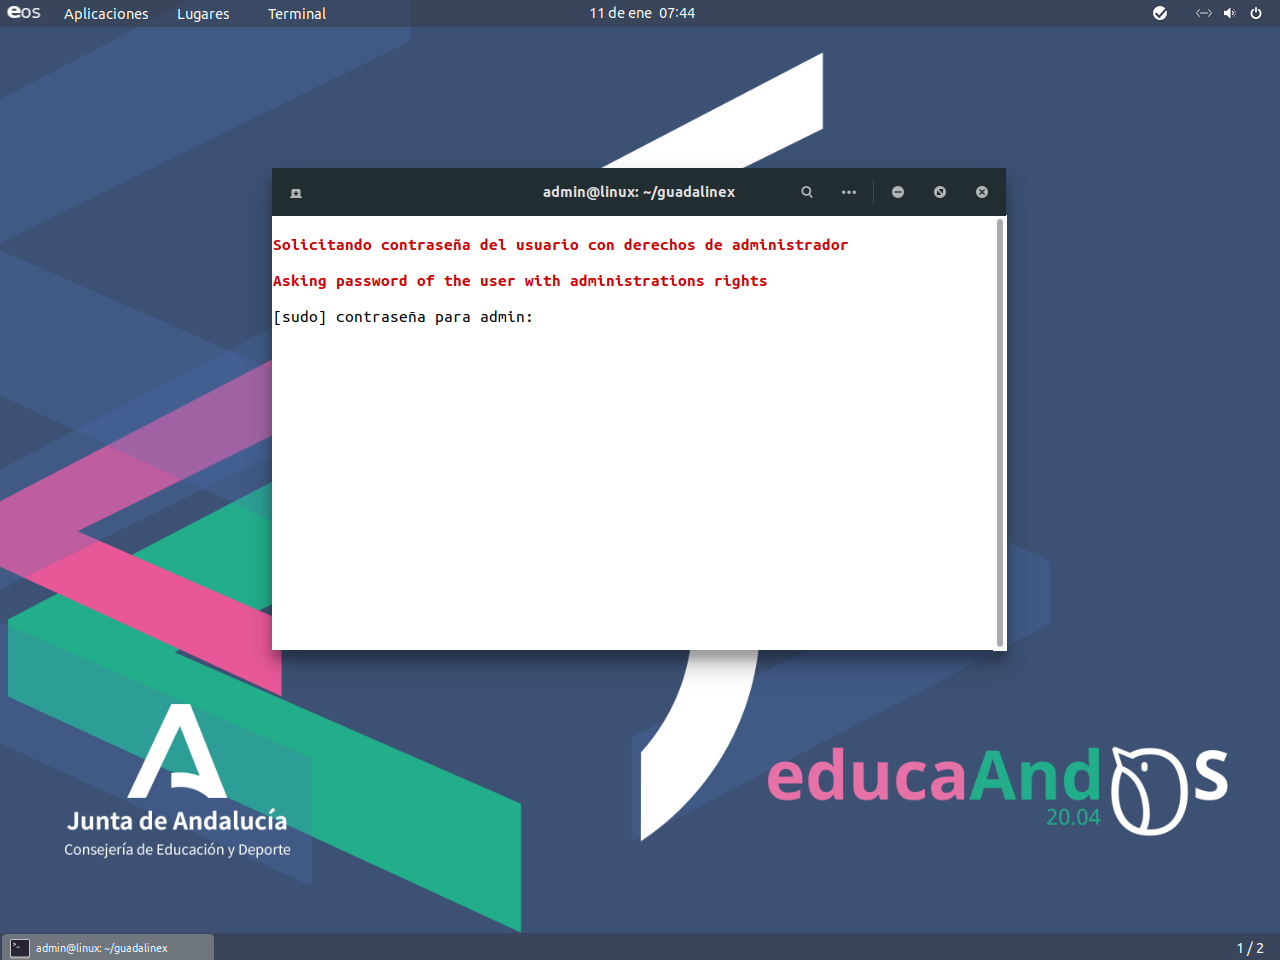 eos Aplicaciones Lugares Terminal 11 de ene 07:44
admin@linux: ~/guadalinex
Solicitando contraseña del usuario con derechos de administrador
Asking password of the user with administrations rights
[sudo] contraseña para admin:
educaAndOS
20.04
Junta de Andalucía
Consejería de Educación y Deporte
admin@linux: ~/guadalinex 1 / 2